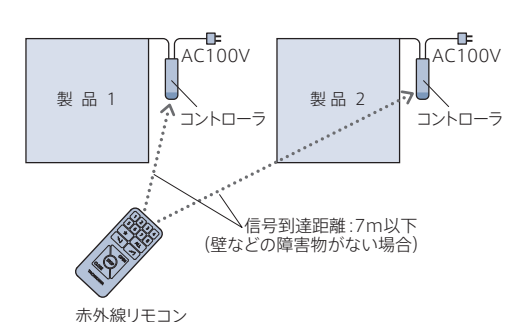 AC100V
AC100V
製品 1
製品 2
コントローラ
コントローラ
信号到達距離:7m以下
(壁などの障害物がない場合)
赤外線リモコン